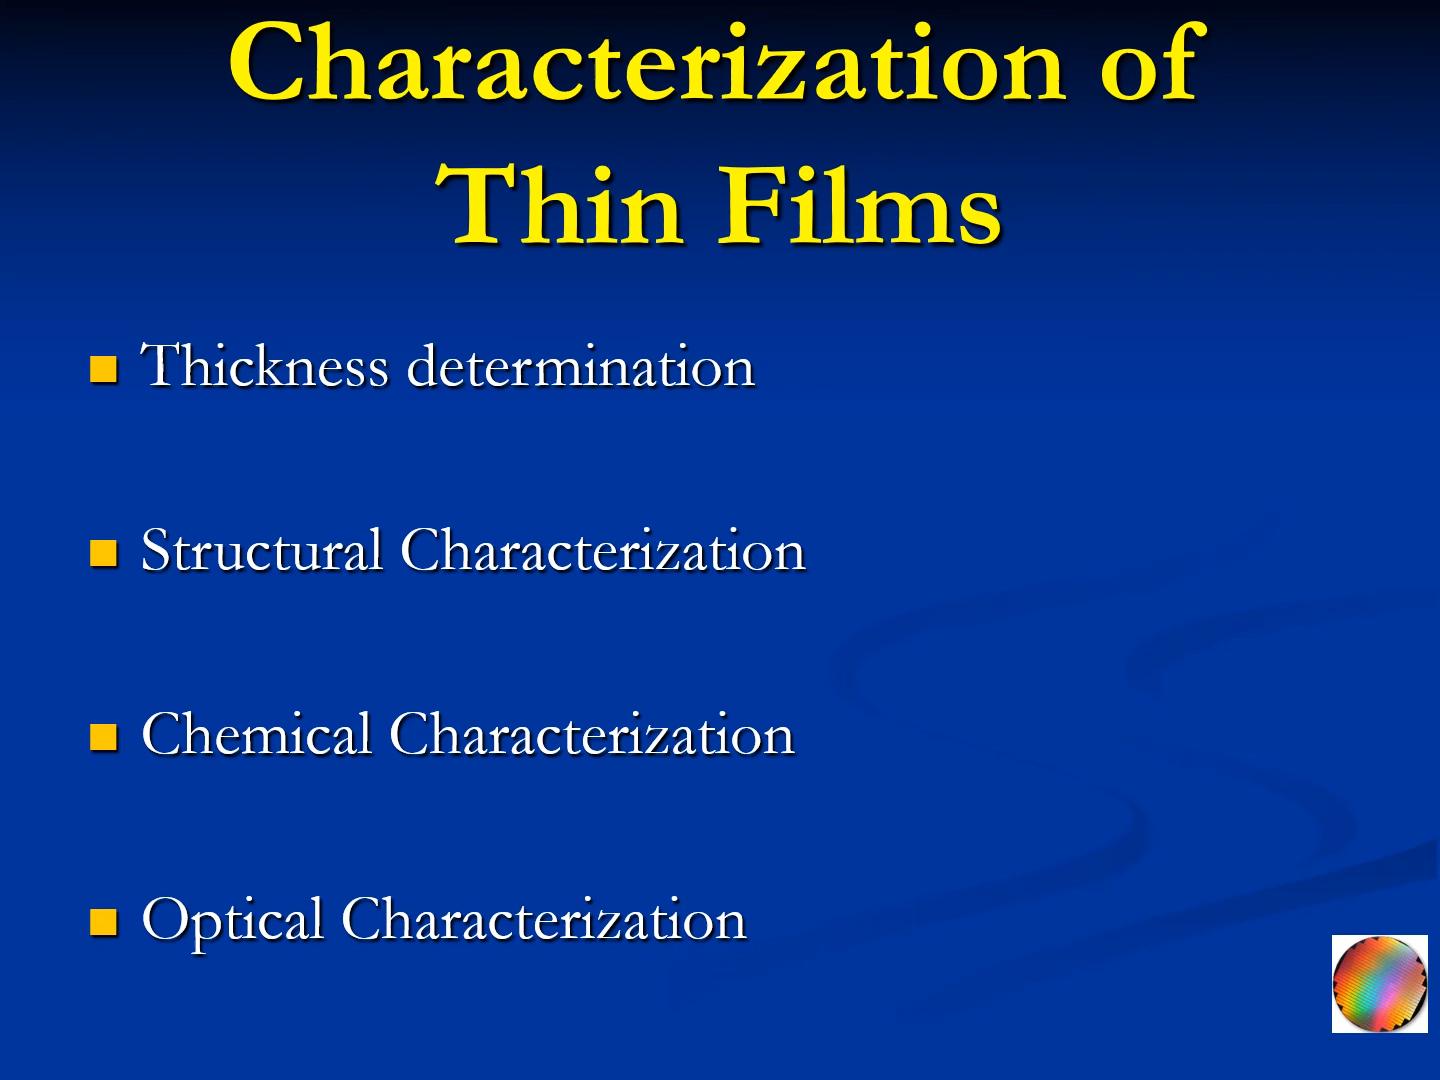 Characterization of
Thin Films
Thickness determination
Structural Characterization
Chemical Characterization
Optical Characterization